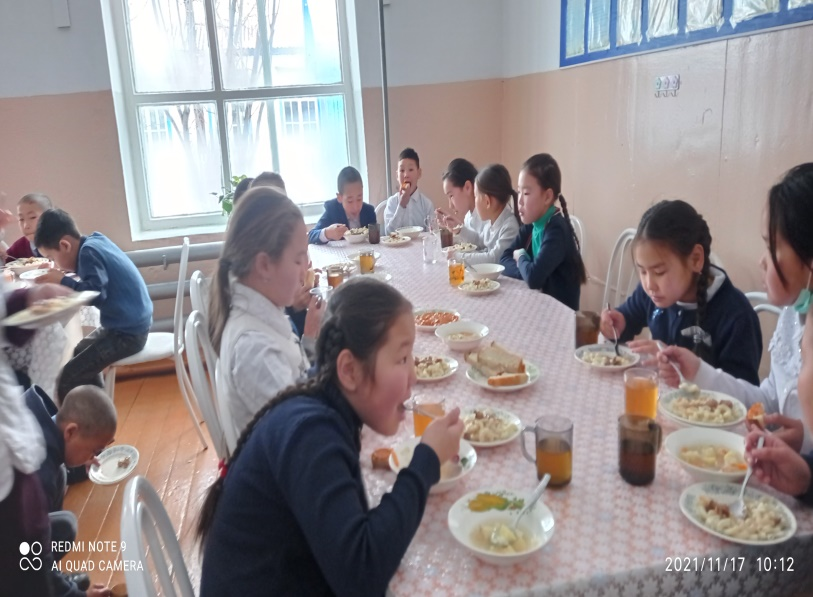 REDMI NOTE 9
AI QUAD CAMERA
2021/11/17 10:12